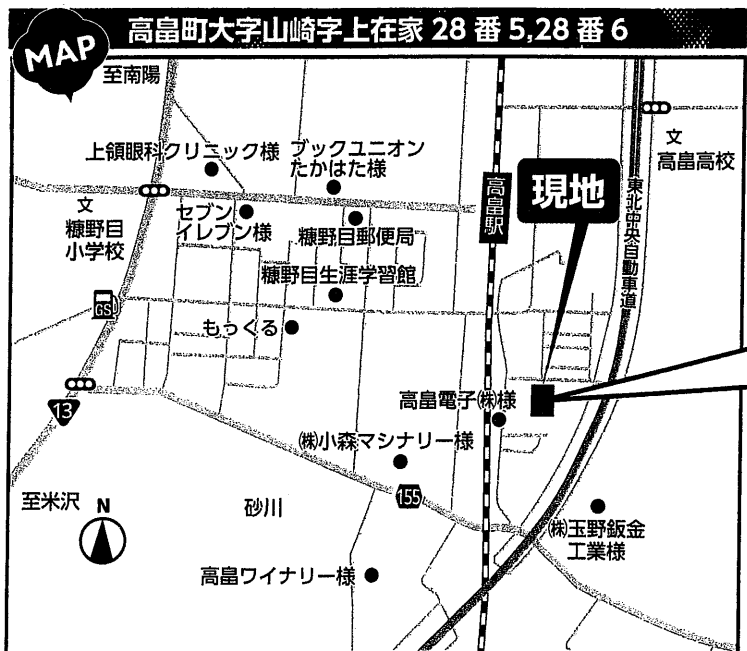 高畠町大字山崎字上在家 28 番 5,28 番 6
MAP
至南陽
文
高畠高校
上領眼科クリニック様
ブックユニオン
たかはた様
高畠駅
現地
東北中央自動車道
文
糠野目
小学校
セブン
イレブン様
糠野目郵便局
糠野目生涯学習館
GS
もっくる
13
高畠電子㈱様
㈱小森マシナリー様
155
至米沢
N
砂川
㈱玉野鈑金
工業様
高畠ワイナリー様